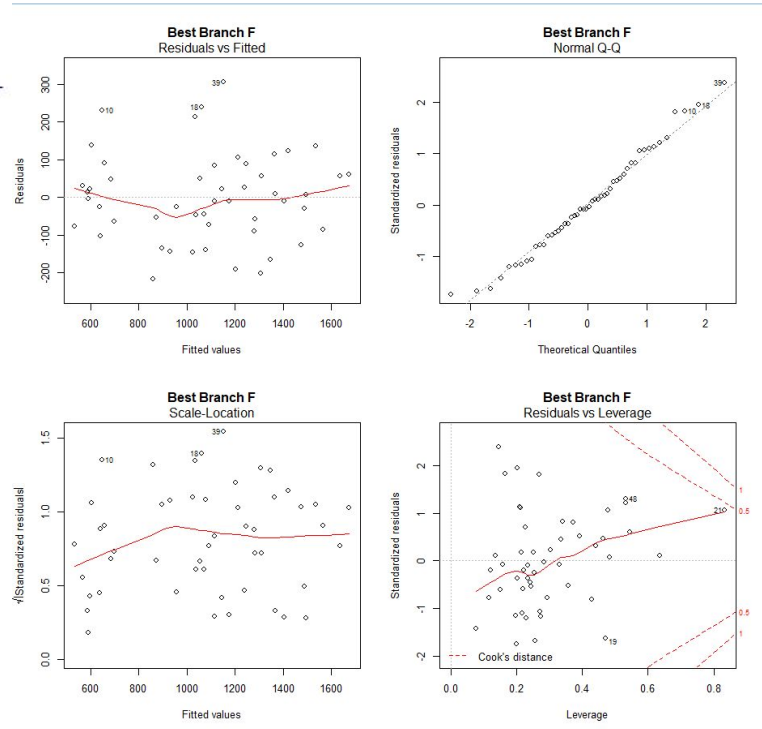 Best Branch F
Residuals vs Fitted
Residuals
300
200
100
0
-100
-200
39
18
10
600 800 1000 1200 1400 1600
Fitted values
Best Branch F
Normal Q-Q
Standardized residuals
2
1
0
-1
39
10
18
-2 -1 0 1 2
Theoretical Quantiles
Best Branch F
Scale-Location
√|Standardized residuals|
1.5
1.0
0.5
0.0
39
18
10
600 800 1000 1200 1400 1600
Fitted values
Best Branch F
Residuals vs Leverage
Standardized residuals
2
1
0
-1
-2
1
0.5
48
21
0.5
1
19
Cook's distance
0.0 0.2 0.4 0.6 0.8
Leverage